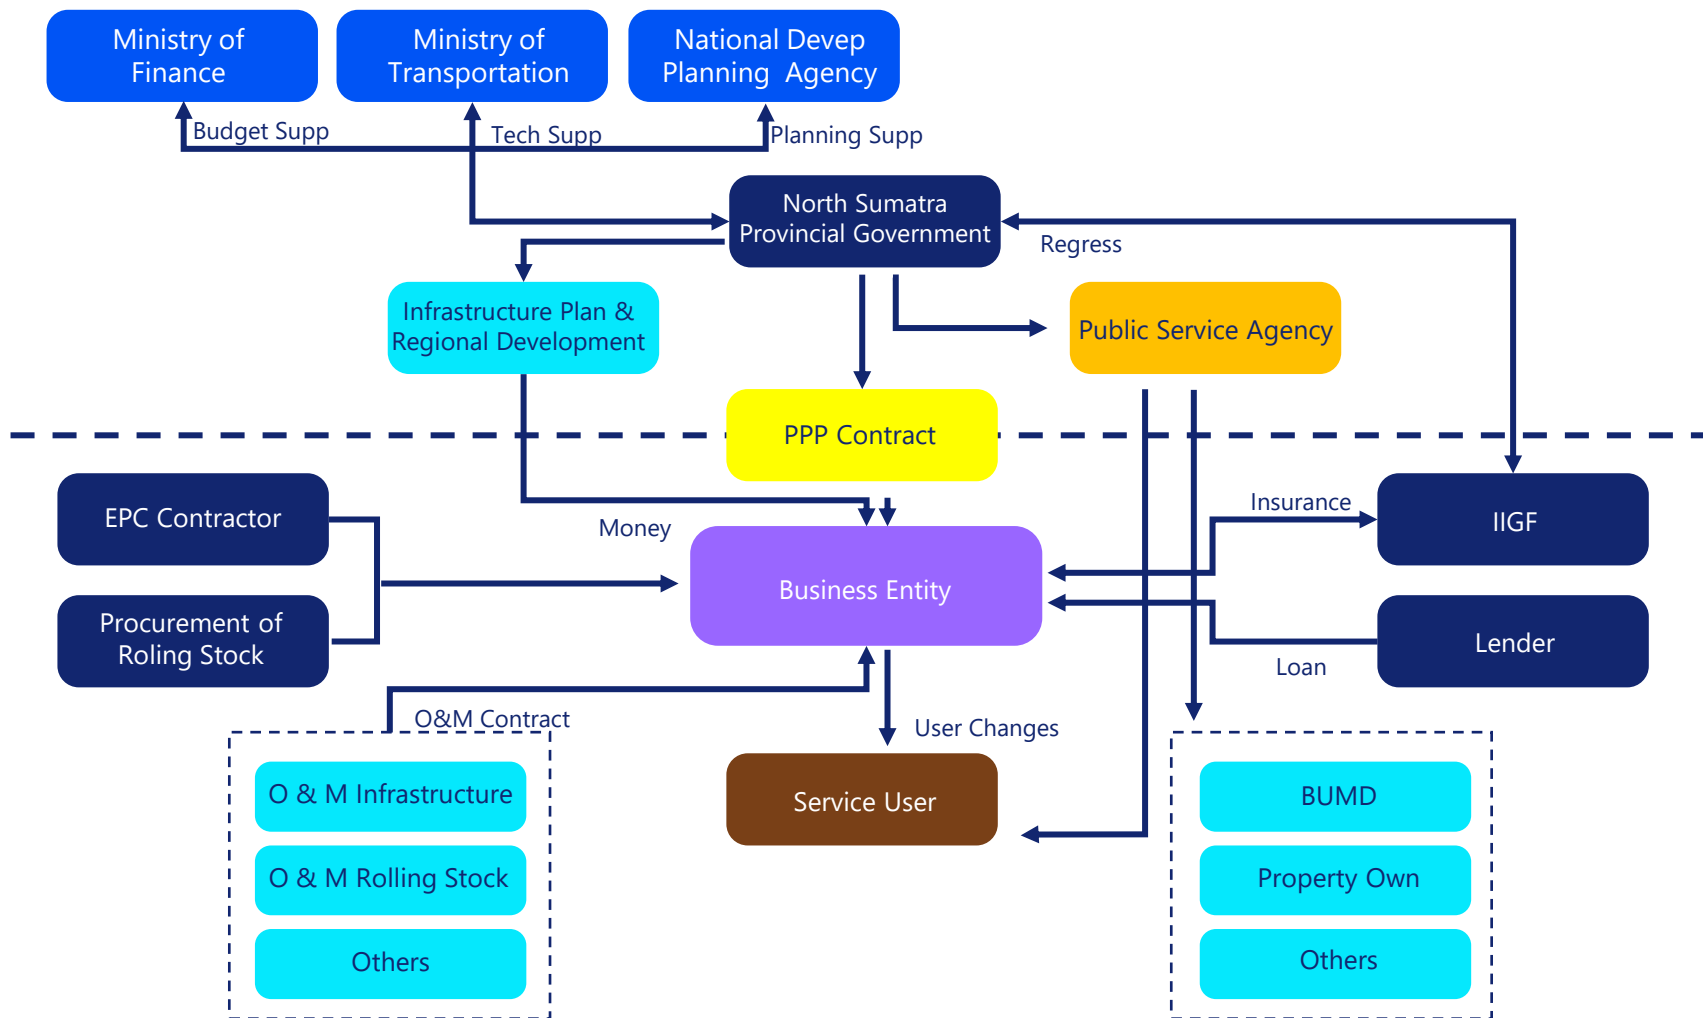 Ministry of
Finance
Ministry of
Transportation
National Devep
Planning Agency
Budget Supp
Tech Supp
Planning Supp
North Sumatra
Provincial Government
Regress
Infrastructure Plan &
Regional Development
Public Service Agency
PPP Contract
EPC Contractor
Money
Insurance
IIGF
Business Entity
Procurement of
Roling Stock
Lender
Loan
O&M Contract
User Changes
O & M Infrastructure
O & M Rolling Stock
Others
Service User
BUMD
Property Own
Others